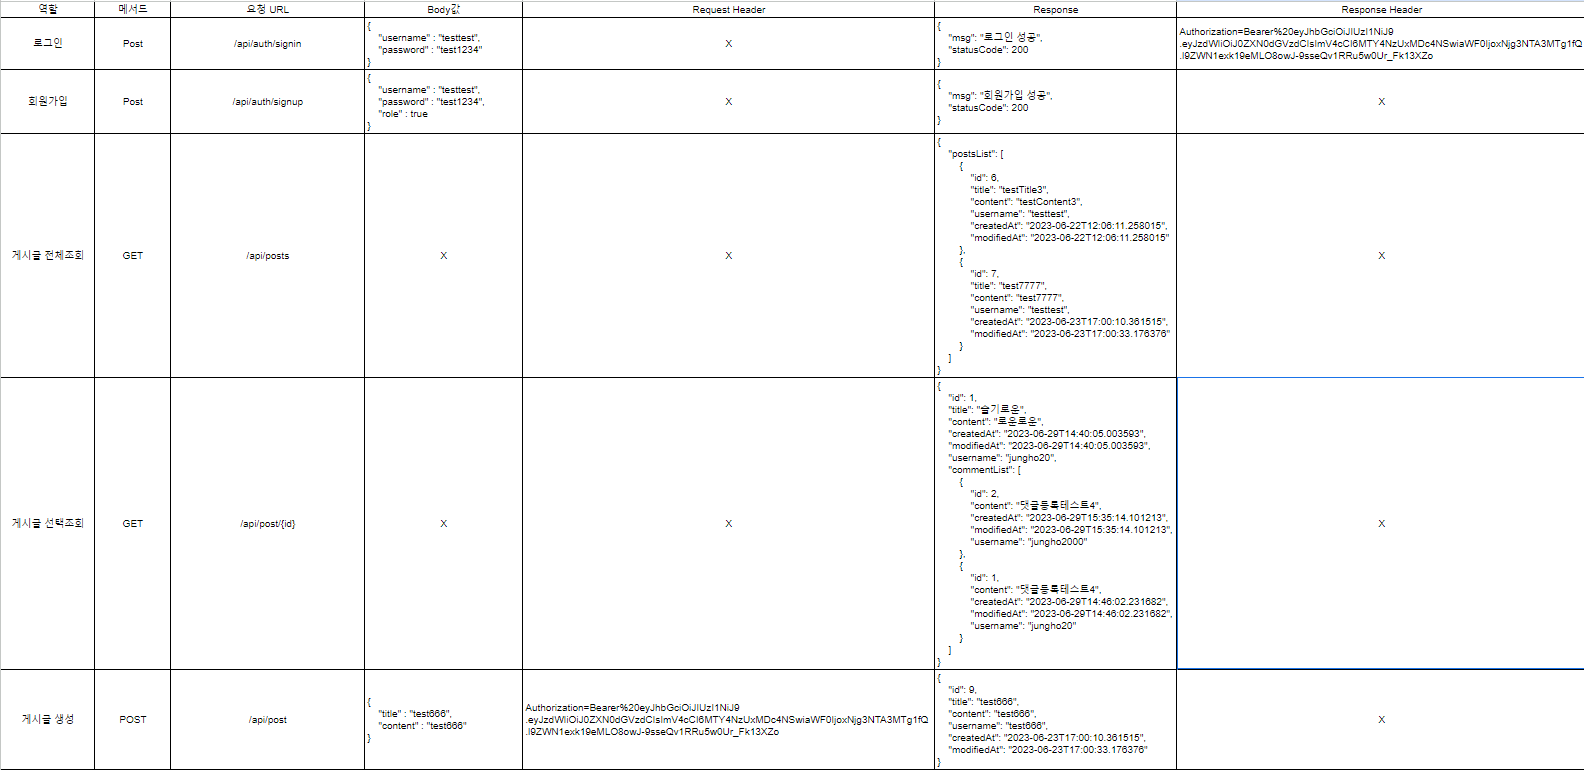 역할 메서드 요청 URL Body값 Request Header Response Response Header
로그인 Post /api/auth/signin
{
"username" : "testtest",
"password" : "test1234"
}
X
{
"msg": "로그인 성공",
"statusCode": 200
}
Authorization=Bearer%20eyJhbGciOiJIUzI1NiJ9
.eyJzdWIiOiJ0ZXN0dGVzdCIsImV4cCI6MTY4NzUxMDc4NSwiaWF0IjoxNjg3NTA3MTg1fQ
.I9ZWN1exk19eMLO8owJ-9sseQv1RRu5w0Ur_Fk13XZo
회원가입 Post /api/auth/signup
{
"username" : "testtest",
"password" : "test1234",
"role" : true
}
X
{
"msg": "회원가입 성공",
"statusCode": 200
}
X
게시글 전체조회 GET /api/posts X X
{
"postsList": [
{
"id": 6,
"title": "testTitle3",
"content": "testContent3",
"username": "testtest",
"createdAt": "2023-06-22T12:06:11.258015",
"modifiedAt": "2023-06-22T12:06:11.258015"
},
{
"id": 7,
"title": "test7777",
"content": "test7777",
"username": "testtest",
"createdAt": "2023-06-23T17:00:10.361515",
"modifiedAt": "2023-06-23T17:00:33.176376"
}
]
}
X
게시글 선택조회 GET /api/post/{id} X X
{
"id": 1,
"title": "슬기로운",
"content": "로운로운",
"createdAt": "2023-06-29T14:40:05.003593",
"modifiedAt": "2023-06-29T14:40:05.003593",
"username": "jungho20",
"commentList": [
{
"id": 2,
"content": "댓글등록테스트4",
"createdAt": "2023-06-29T15:35:14.101213",
"modifiedAt": "2023-06-29T15:35:14.101213",
"username": "jungho2000"
},
{
"id": 1,
"content": "댓글등록테스트4",
"createdAt": "2023-06-29T14:46:02.231682",
"modifiedAt": "2023-06-29T14:46:02.231682",
"username": "jungho20"
}
]
}
X
게시글 생성 POST /api/post
{
"title" : "test666",
"content" : "test666"
}
Authorization=Bearer%20eyJhbGciOiJIUzI1NiJ9
.eyJzdWIiOiJ0ZXN0dGVzdCIsImV4cCI6MTY4NzUxMDc4NSwiaWF0IjoxNjg3NTA3MTg1fQ
.I9ZWN1exk19eMLO8owJ-9sseQv1RRu5w0Ur_Fk13XZo
{
"id": 9,
"title": "test666",
"content": "test666",
"username": "test666",
"createdAt": "2023-06-23T17:00:10.361515",
"modifiedAt": "2023-06-23T17:00:33.176376"
}
X